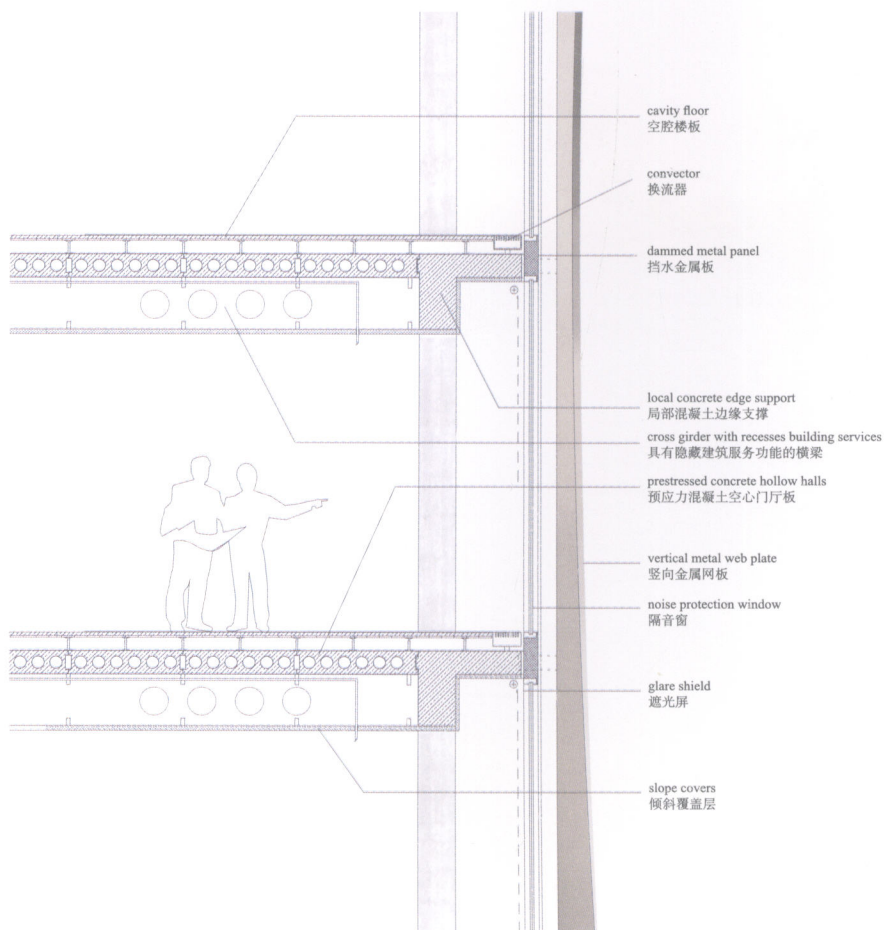 cavity floor
空腔楼板
convector
换流器
dammed metal panel
挡水金属板
local concrete edge support
局部混凝土边缘支撑
cross girder with recesses building services
具有隐藏建筑服务功能的横梁
prestressed concrete hollow halls
预应力混凝土空心门厅板
vertical metal web plate
竖向金属网板
noise protection window
隔音窗
glare shield
遮光屏
slope covers
倾斜覆盖层